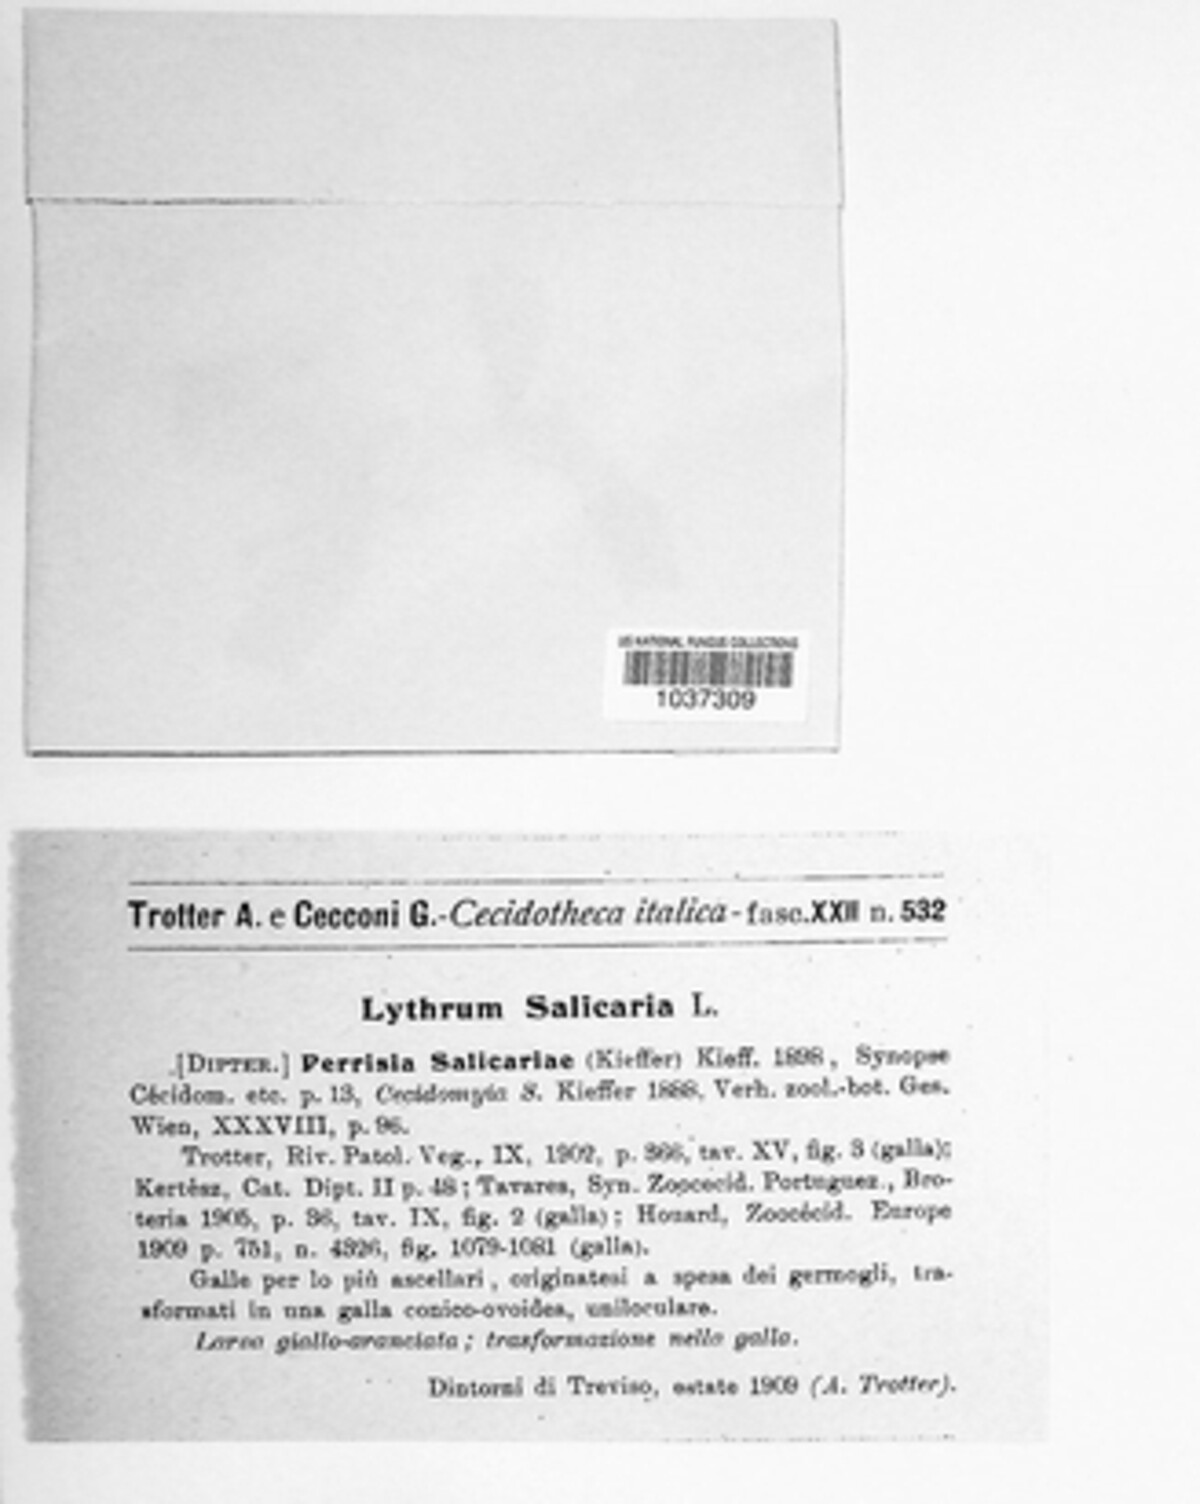 US NATIONAL FUNGUS COLLECTIONS
1037309
Trotter A. e Cecconi G.-Cecidotheca italica-fasc.XXII n. 532
Lythrum Salicaria L.
[DIPTER.] Perrisia Salicariae (Kieffer) Kieff. 1898, Synopse
Cécidom. etc. p. 13, Cecidomyia S. Kieffer 1888, Verh. zool.-bot. Ges.
Wien, XXXVIII, p. 96.
Trotter, Riv. Patol. Veg., IX, 1902, p. 366, tav. XV, fig. 3 (galla);
Kertész, Cat. Dipt. II p. 48; Tavares, Syn. Zoocecid. Portuguez., Bro-
teria 1905, p. 36, tav. IX, fig. 2 (galla); Houard, Zoocécid. Europe
1909 p. 751, n. 4326, fig. 1079-1081 (galla).
Galle per lo più ascellari, originatesi a spesa dei germogli, tra-
sformati in una galla conico-ovoidea, uniloculare.
Larva giallo-aranciata; trasformazione nella galla.
Dintorni di Treviso, estate 1909 (A. Trotter).